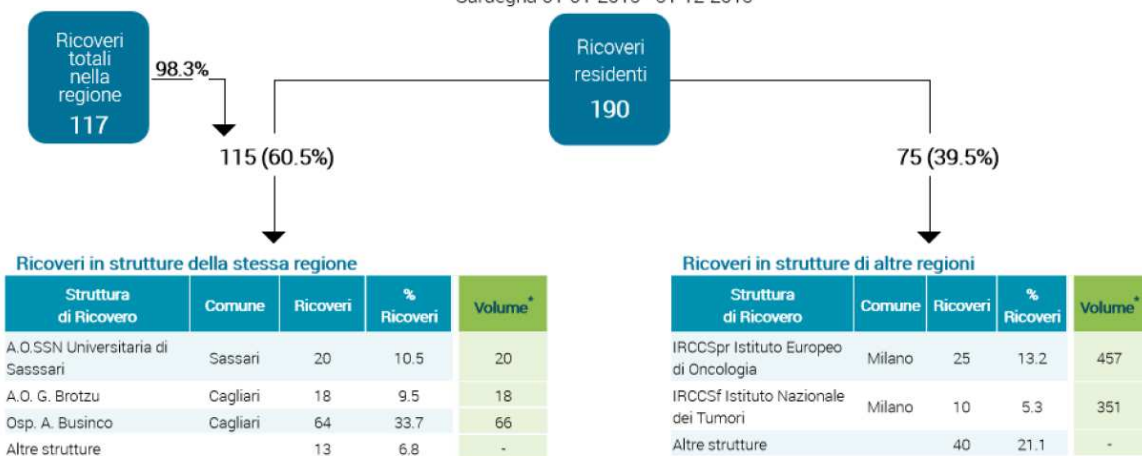 Ricoveri
totali
nella
regione
117
98.3%
Ricoveri
residenti
190
115 (60.5%)
75 (39.5%)
Ricoveri in strutture della stessa regione
Struttura
di Ricovero
Comune
Ricoveri
%
Ricoveri
Volume*
A.O.SSN Universitaria di
Sasssari
Sassari
20
10.5
20
A.O. G. Brotzu
Cagliari
18
9.5
18
Osp. A. Businco
Cagliari
64
33.7
66
Altre strutture
13
6.8
-
Ricoveri in strutture di altre regioni
Struttura
di Ricovero
Comune
Ricoveri
%
Ricoveri
Volume*
IRCCSpr Istituto Europeo
di Oncologia
Milano
25
13.2
457
IRCCSf Istituto Nazionale
dei Tumori
Milano
10
5.3
351
Altre strutture
40
21.1
-